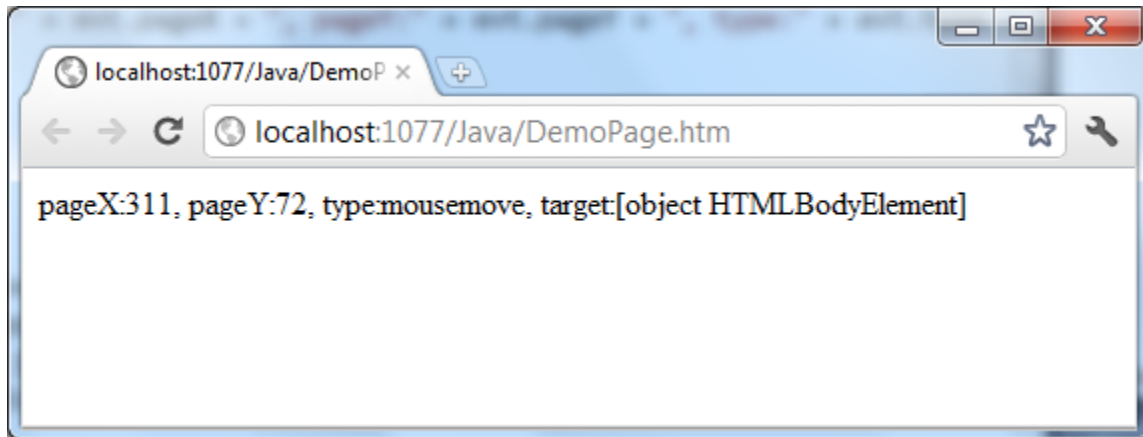 localhost:1077/Java/DemoP
localhost:1077/Java/DemoPage.htm
pageX:311, pageY:72, type:mousemove, target:[object HTMLBodyElement]